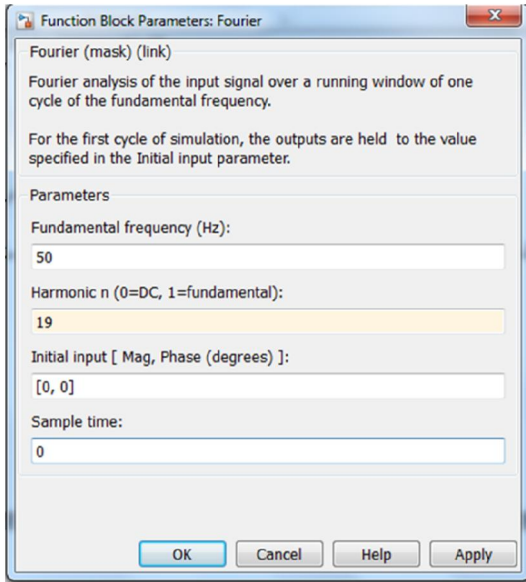 Function Block Parameters: Fourier
Fourier (mask) (link)
Fourier analysis of the input signal over a running window of one
cycle of the fundamental frequency.
For the first cycle of simulation, the outputs are held to the value
specified in the Initial input parameter.
Parameters
Fundamental frequency (Hz):
50
Harmonic n (0=DC, 1=fundamental):
19
Initial input [ Mag, Phase (degrees) ]:
[0, 0]
Sample time:
0
OK Cancel Help Apply